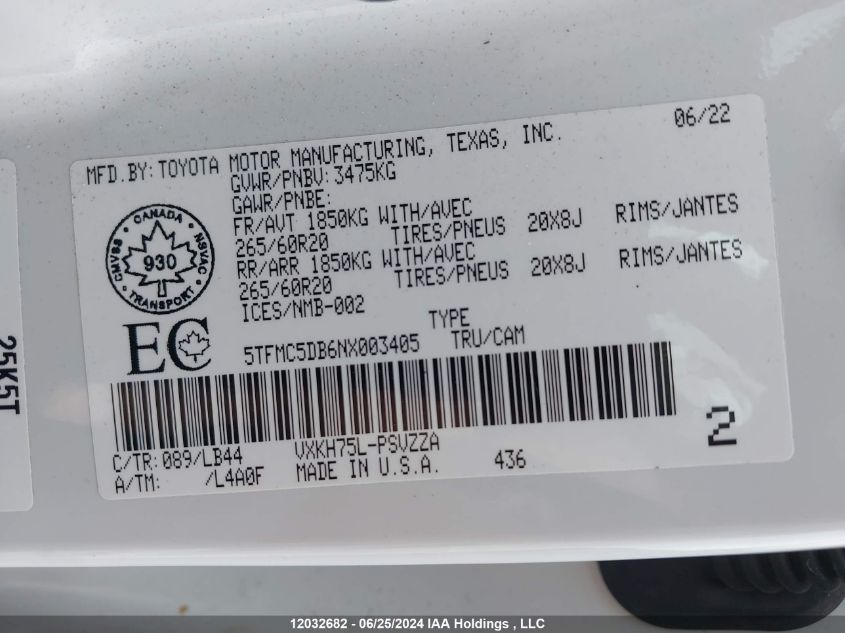 06/22
MFD.BY: TOYOTA MOTOR MANUFACTURING, TEXAS, INC.
GVWR/PNBV: 3475KG
GAWR/PNBE:
FR/AVT 1850KG WITH/AVEC
265/60R20 TIRES/PNEUS 20X8J RIMS/JANTES
RR/ARR 1850KG WITH/AVEC
265/60R20 TIRES/PNEUS 20X8J RIMS/JANTES
ICES/NMB-002
CANADA
CMVSS 930 NSVAC
TRANSPORT
EC
TYPE
5TFMC5DB6NX003405 TRU/CAM
2
C/TR: 089/LB44 VXKH75L-PSVZZA
A/TM: /L4A0F MADE IN U.S.A. 436
25K5T
12032682 - 06/25/2024 IAA Holdings , LLC